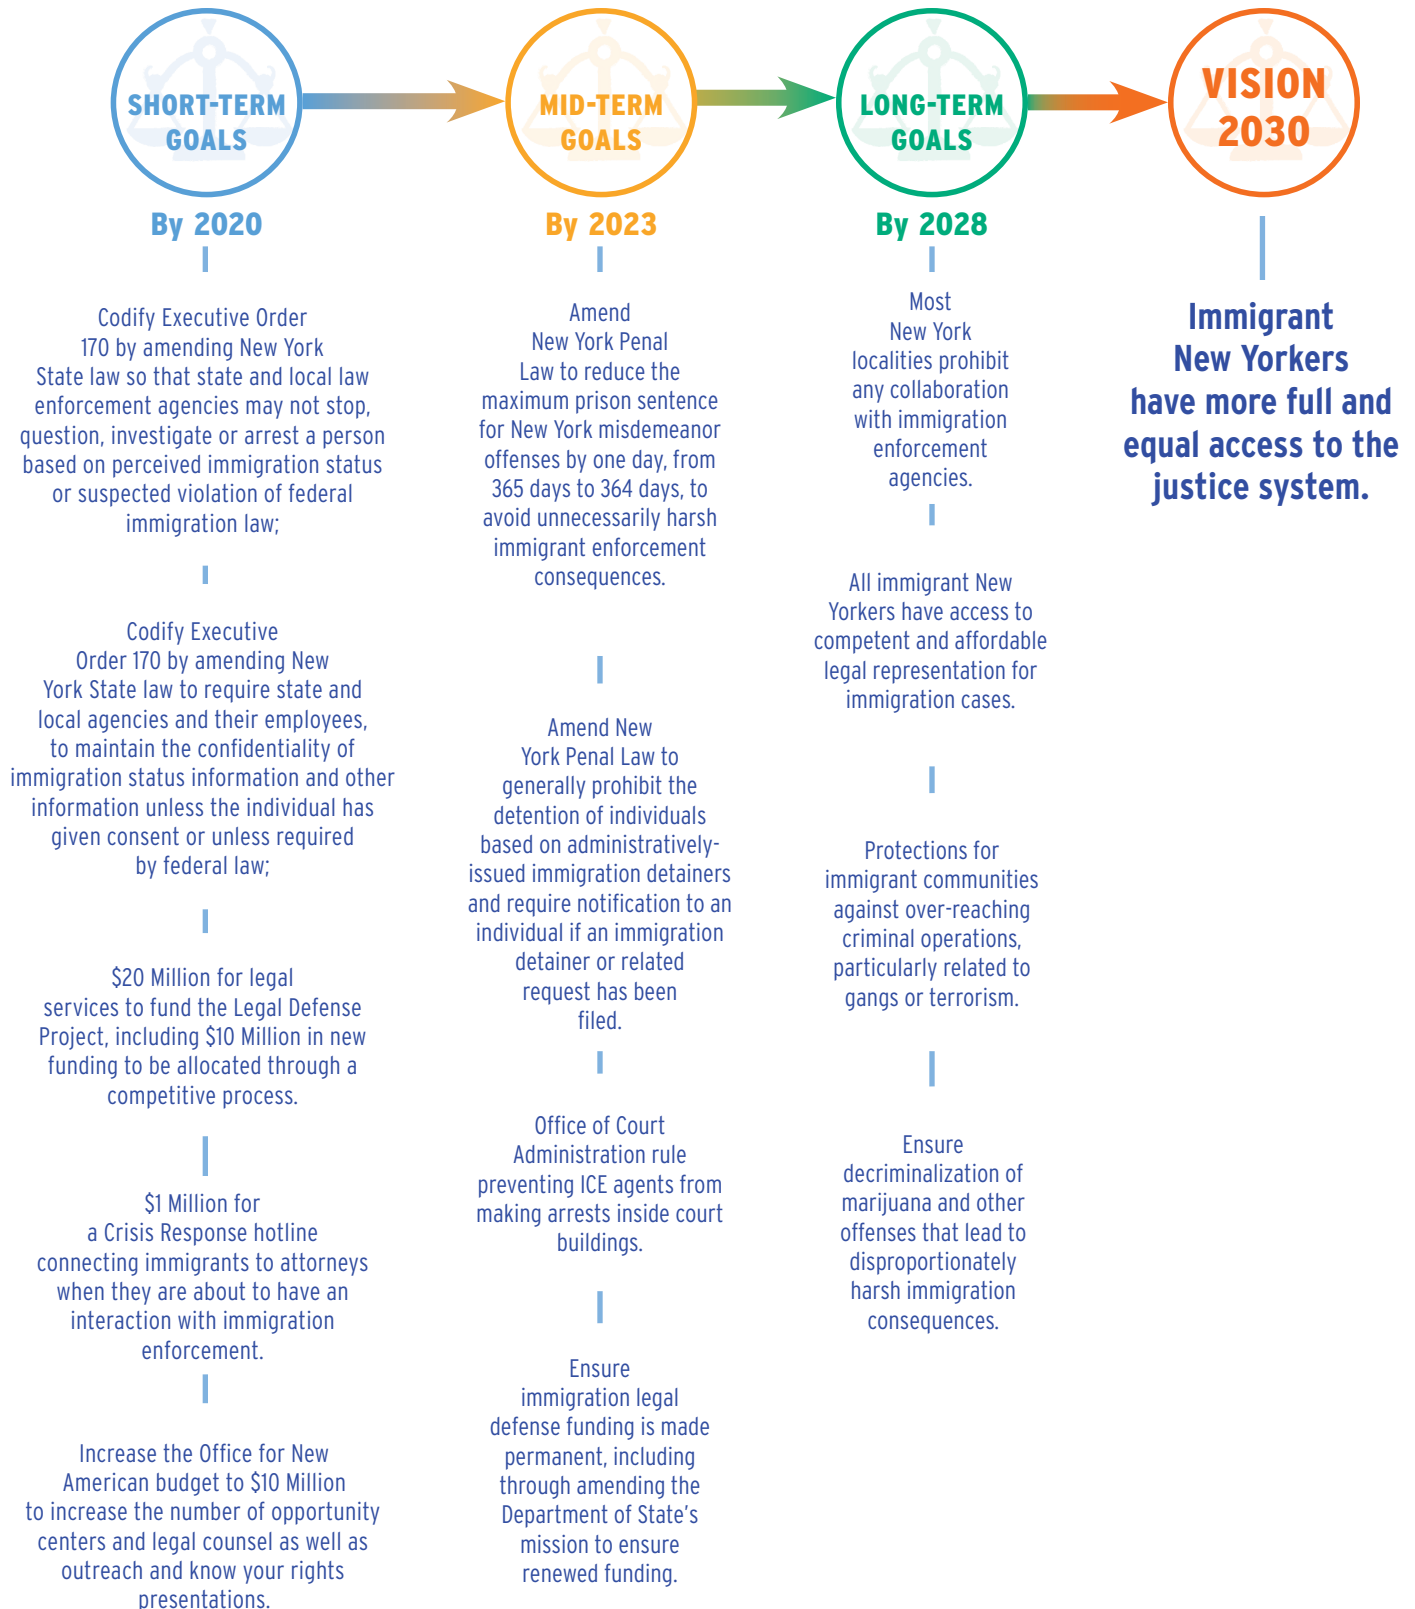 SHORT-TERM
GOALS
By 2020
Codify Executive Order
170 by amending New York
State law so that state and local law
enforcement agencies may not stop,
question, investigate or arrest a person
based on perceived immigration status
or suspected violation of federal
immigration law;
Codify Executive
Order 170 by amending New
York State law to require state and
local agencies and their employees,
to maintain the confidentiality of
immigration status information and other
information unless the individual has
given consent or unless required
by federal law;
$20 Million for legal
services to fund the Legal Defense
Project, including $10 Million in new
funding to be allocated through a
competitive process.
$1 Million for
a Crisis Response hotline
connecting immigrants to attorneys
when they are about to have an
interaction with immigration
enforcement.
Increase the Office for New
American budget to $10 Million
to increase the number of opportunity
centers and legal counsel as well as
outreach and know your rights
presentations.
MID-TERM
GOALS
By 2023
Amend
New York Penal
Law to reduce the
maximum prison sentence
for New York misdemeanor
offenses by one day, from
365 days to 364 days, to
avoid unnecessarily harsh
immigrant enforcement
consequences.
Amend New
York Penal Law to
generally prohibit the
detention of individuals
based on administratively-
issued immigration detainers
and require notification to an
individual if an immigration
detainer or related
request has been
filed.
Office of Court
Administration rule
preventing ICE agents from
making arrests inside court
buildings.
Ensure
immigration legal
defense funding is made
permanent, including
through amending the
Department of State's
mission to ensure
renewed funding.
LONG-TERM
GOALS
By 2028
Most
New York
localities prohibit
any collaboration
with immigration
enforcement
agencies.
All immigrant New
Yorkers have access to
competent and affordable
legal representation for
immigration cases.
Protections for
immigrant communities
against over-reaching
criminal operations,
particularly related to
gangs or terrorism.
Ensure
decriminalization of
marijuana and other
offenses that lead to
disproportionately
harsh immigration
consequences.
VISION
2030
Immigrant
New Yorkers
have more full and
equal access to the
justice system.